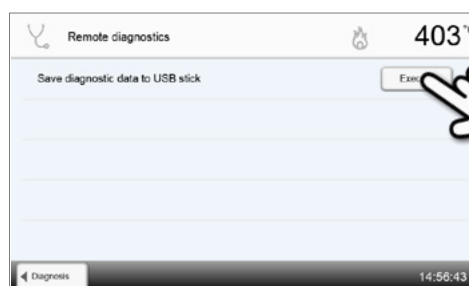 Remote diagnostics 403
Save diagnostic data to USB stick
Diagnosis 14:56:43